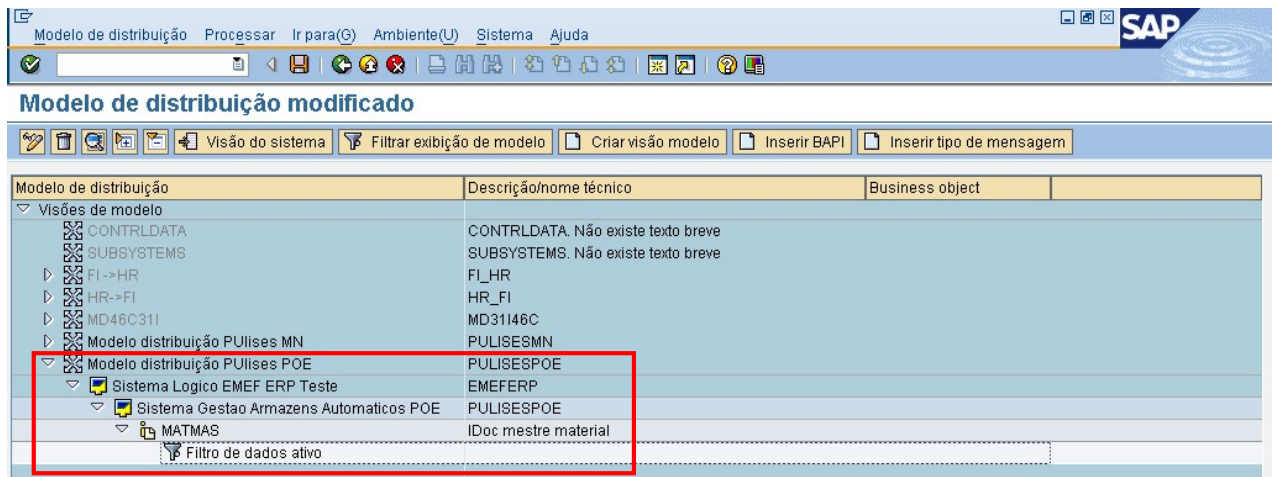 Modelo de distribuição Processar Ir para(G) Ambiente(U) Sistema Ajuda
SAP
Modelo de distribuição modificado
Visão do sistema Filtrar exibição de modelo Criar visão modelo Inserir BAPI Inserir tipo de mensagem
Modelo de distribuição Descrição/nome técnico Business object
Visões de modelo
CONTRLDATA CONTRLDATA. Não existe texto breve
SUBSYSTEMS SUBSYSTEMS. Não existe texto breve
FI->HR FI_HR
HR->FI HR_FI
MD46C31I MD31I46C
Modelo distribuição PUlises MN PULISESMN
Modelo distribuição PUlises POE PULISESPOE
Sistema Logico EMEF ERP Teste EMEFERP
Sistema Gestao Armazens Automaticos POE PULISESPOE
MATMAS IDoc mestre material
Filtro de dados ativo